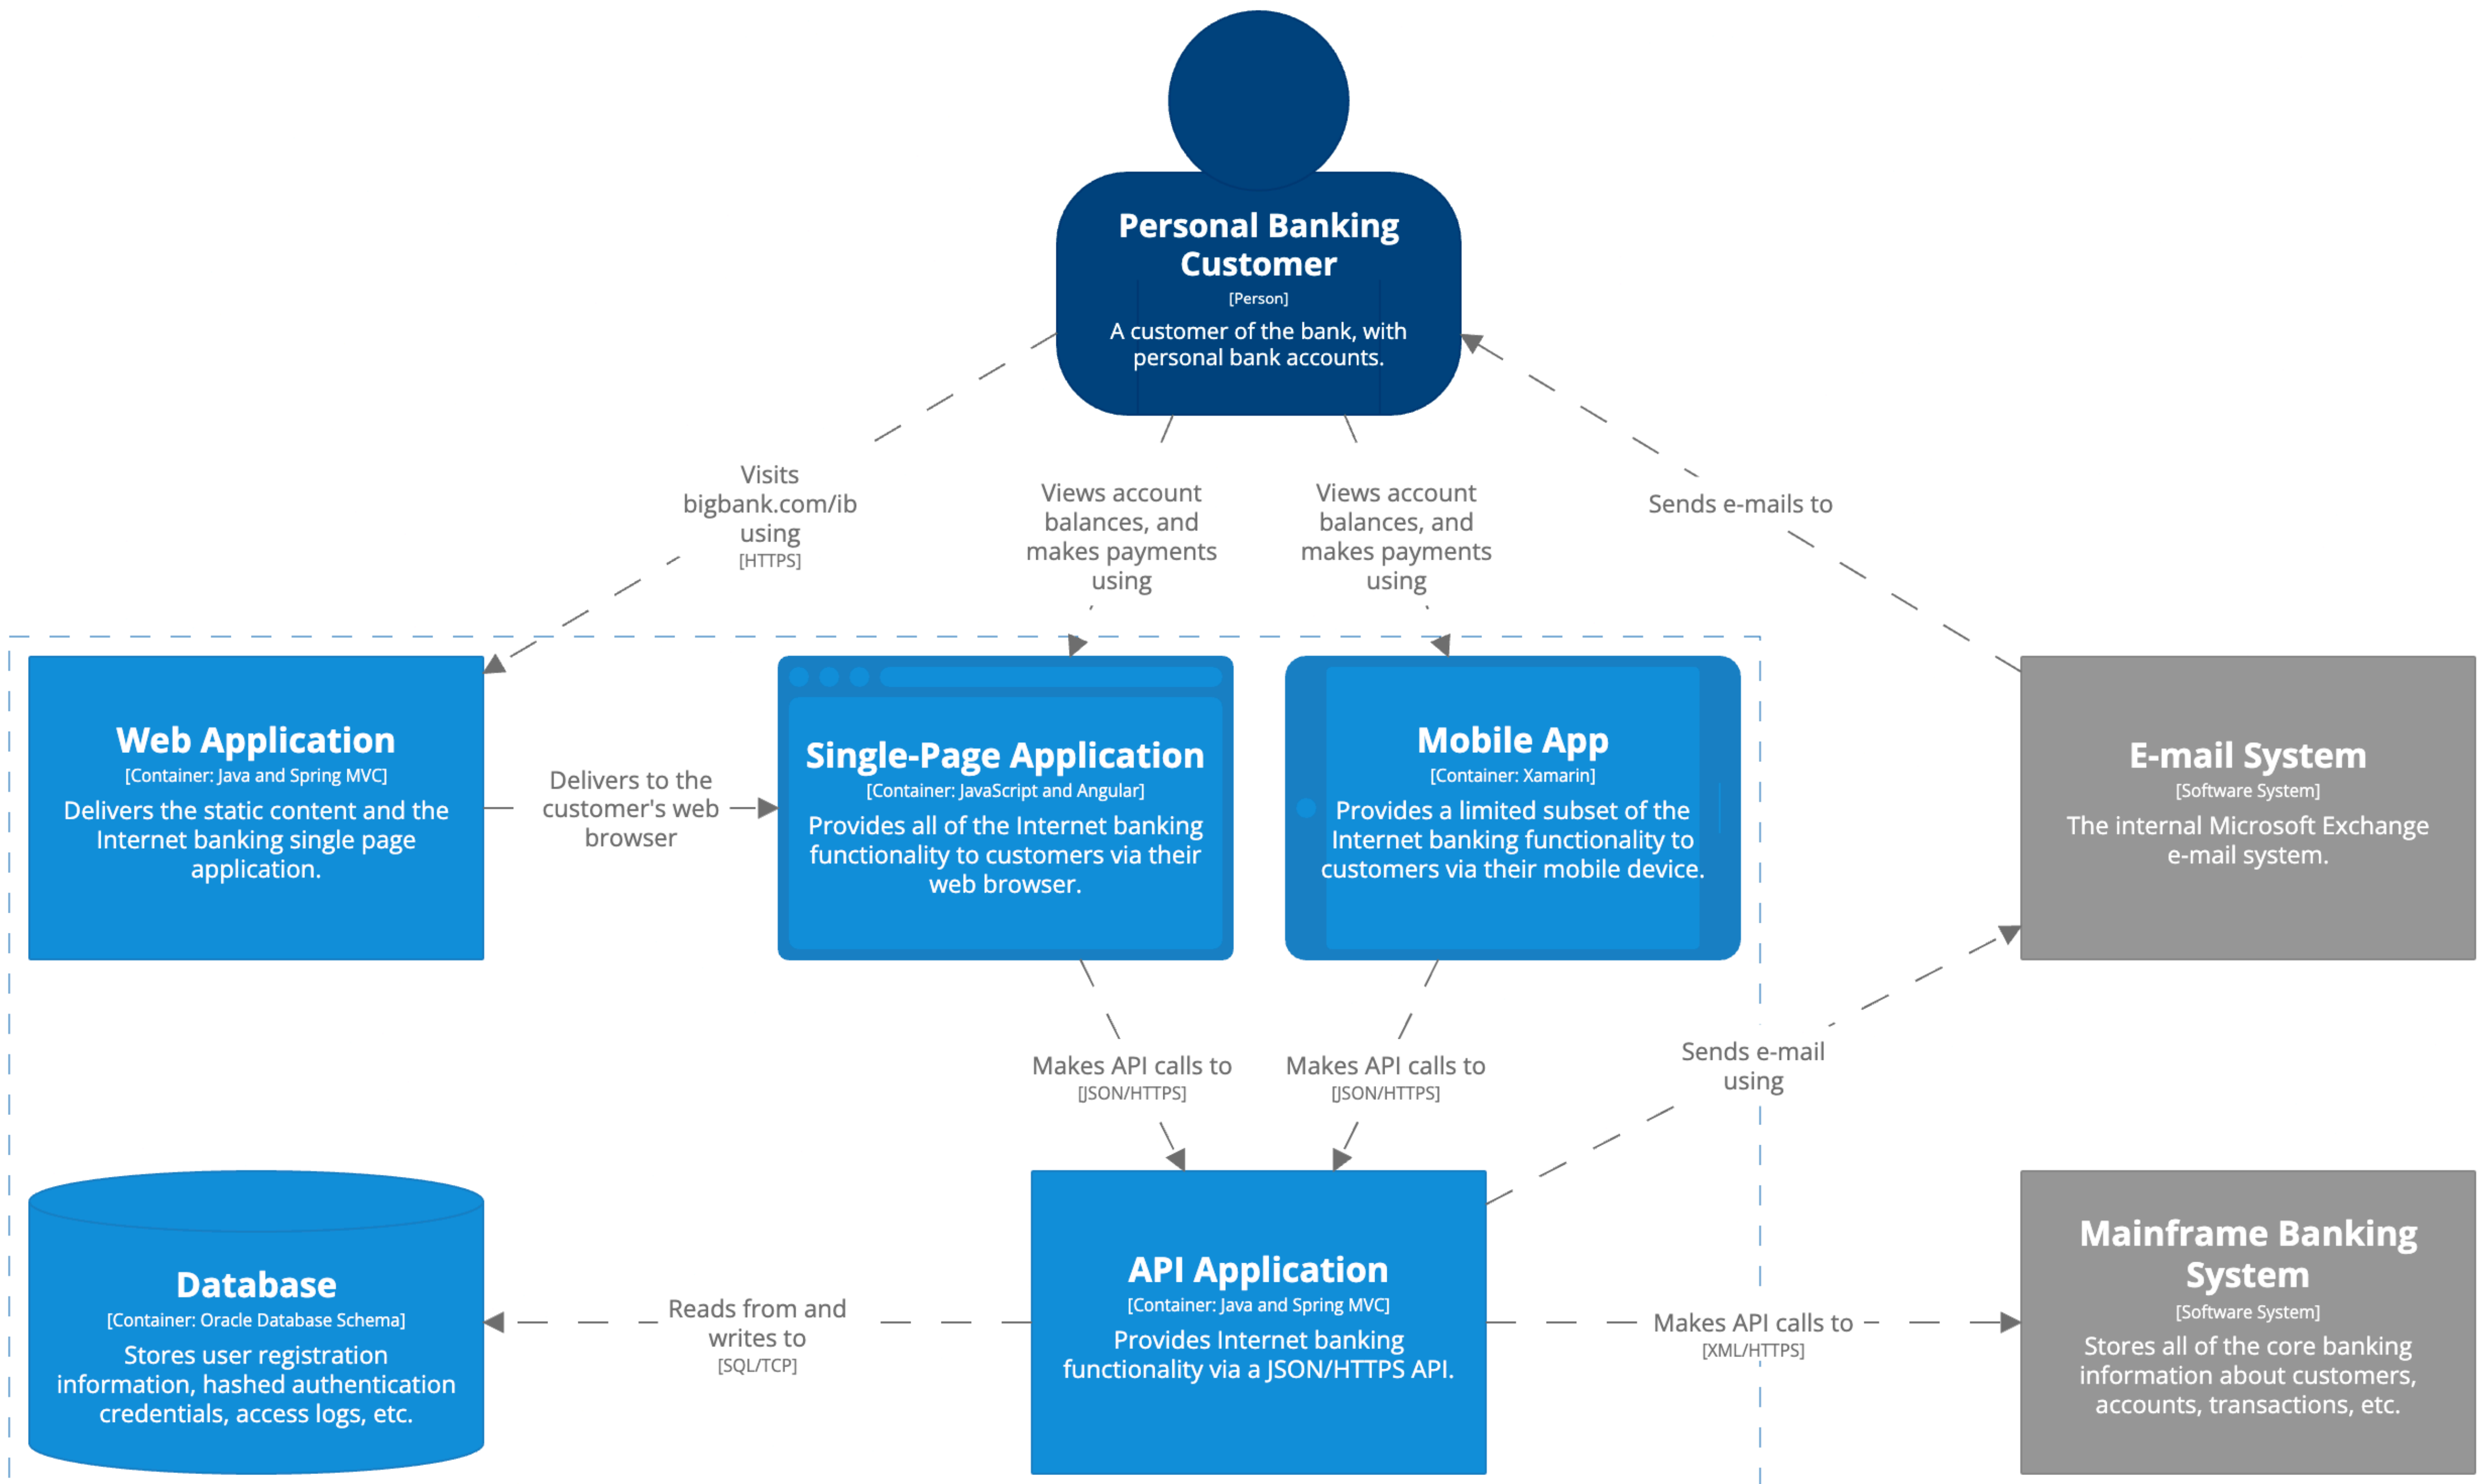 Personal Banking
Customer
[Person]
A customer of the bank, with
personal bank accounts.
Visits
bigbank.com/ib
using
[HTTPS]
Views account
balances, and
makes payments
using
Views account
balances, and
makes payments
using
Sends e-mails to
Web Application
[Container: Java and Spring MVC]
Delivers the static content and the
Internet banking single page
application.
Delivers to the
customer's web
browser
Single-Page Application
[Container: JavaScript and Angular]
Provides all of the Internet banking
functionality to customers via their
web browser.
Mobile App
[Container: Xamarin]
Provides a limited subset of the
Internet banking functionality to
customers via their mobile device.
E-mail System
[Software System]
The internal Microsoft Exchange
e-mail system.
Makes API calls to
[JSON/HTTPS]
Makes API calls to
[JSON/HTTPS]
Sends e-mail
using
Database
[Container: Oracle Database Schema]
Stores user registration
information, hashed authentication
credentials, access logs, etc.
Reads from and
writes to
[SQL/TCP]
API Application
[Container: Java and Spring MVC]
Provides Internet banking
functionality via a JSON/HTTPS API.
Makes API calls to
[XML/HTTPS]
Mainframe Banking
System
[Software System]
Stores all of the core banking
information about customers,
accounts, transactions, etc.